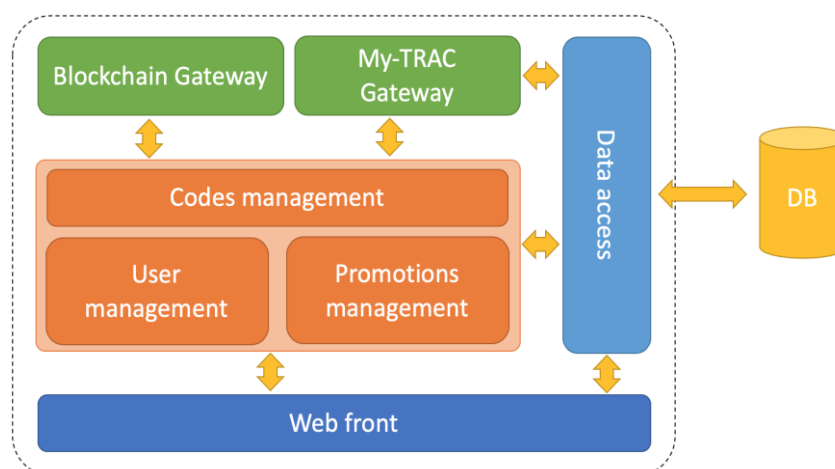 Blockchain Gateway
My-TRAC
Gateway
Data access
DB
Codes management
User
management
Promotions
management
Web front